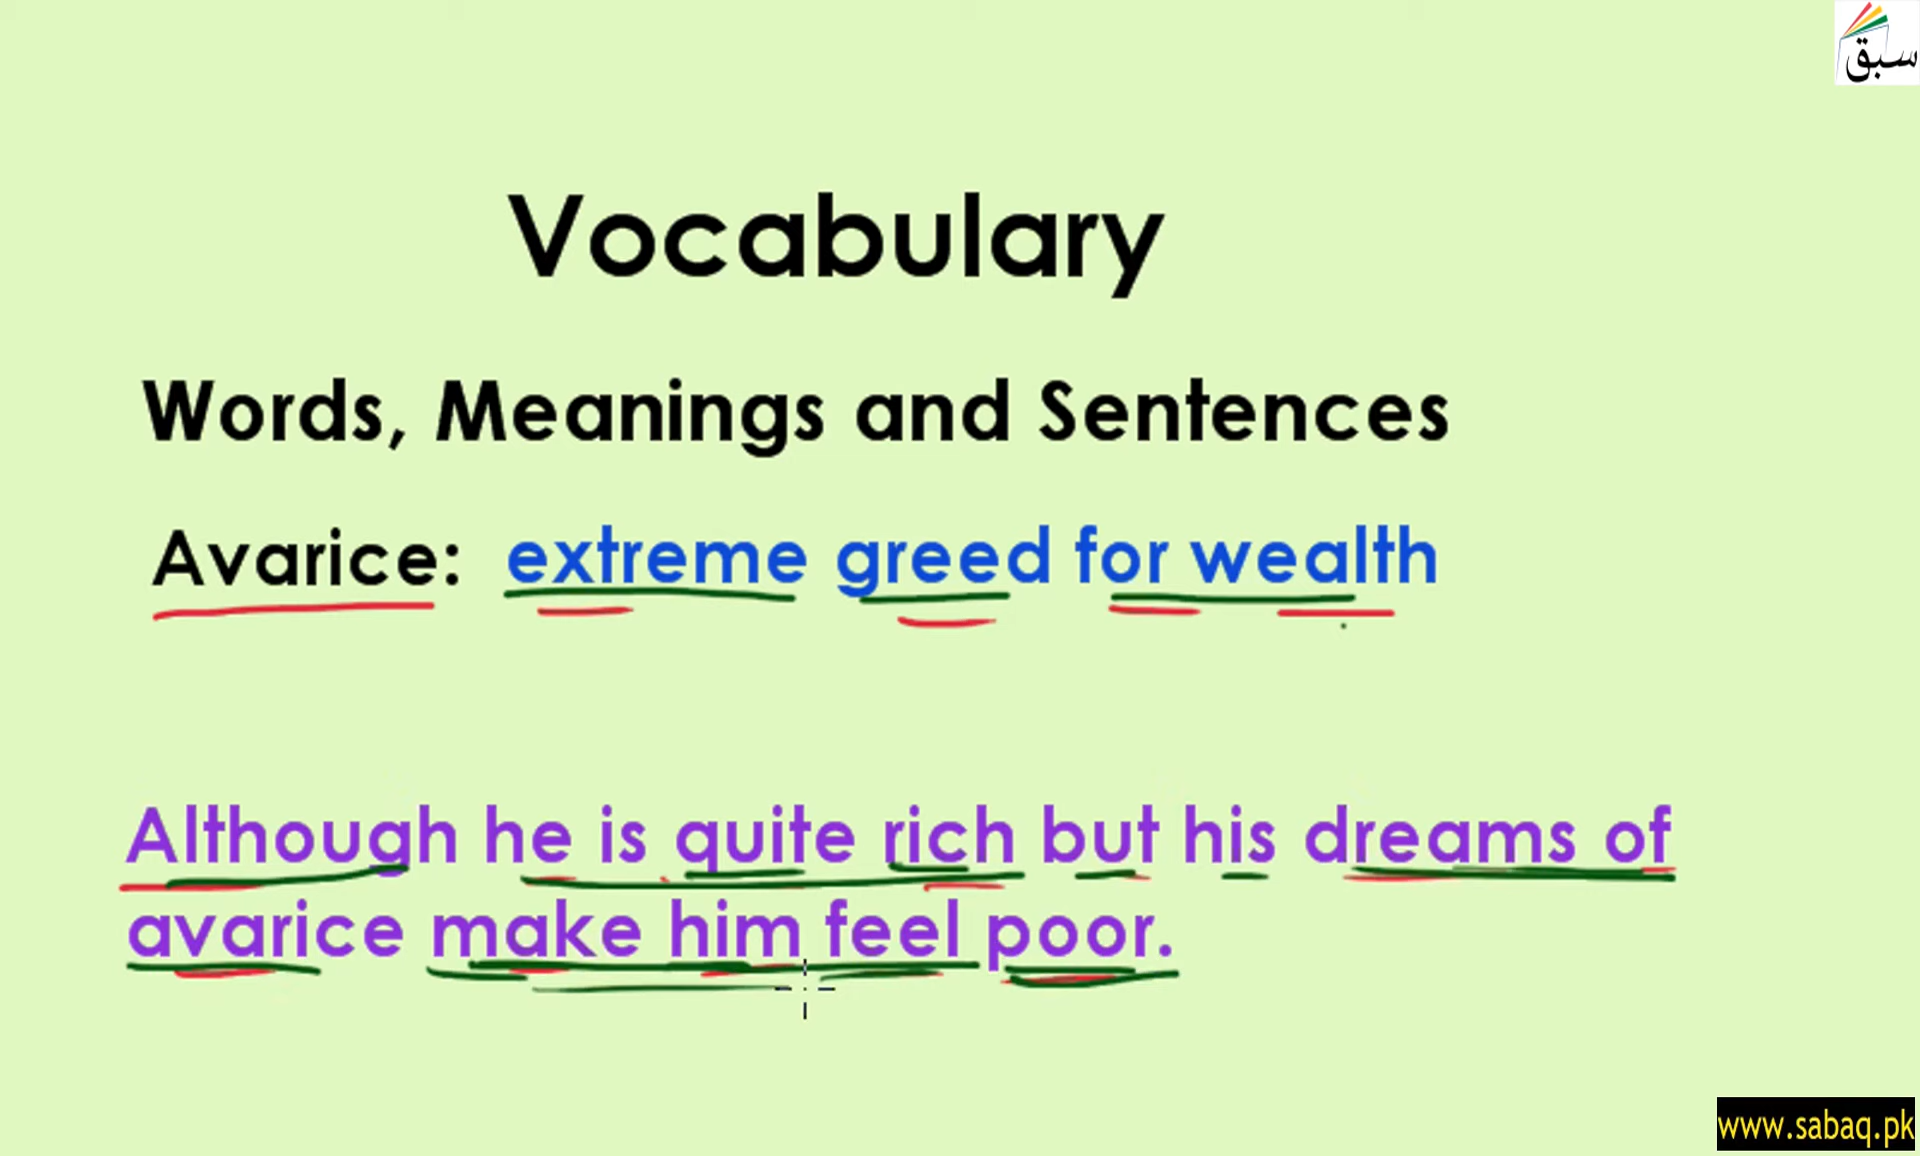 سبق
Vocabulary
Words, Meanings and Sentences
Avarice: extreme greed for wealth
Although he is quite rich but his dreams of
avarice make him feel poor.
www.sabaq.pk